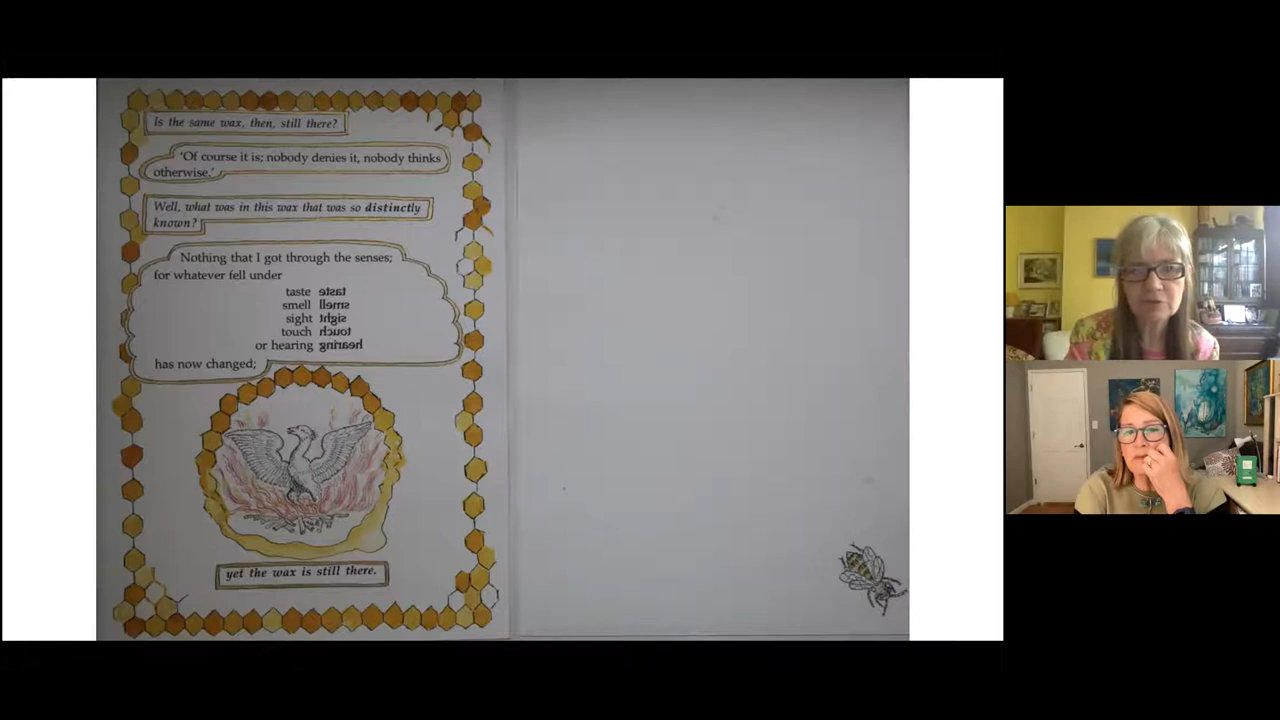 Is the same wax, then, still there?
'Of course it is; nobody denies it, nobody thinks
otherwise.'
Well, what was in this wax that was so distinctly
known?
Nothing that I got through the senses;
for whatever fell under
taste taste
smell smell
sight sight
touch touch
or hearing hearing
has now changed;
yet the wax is still there.